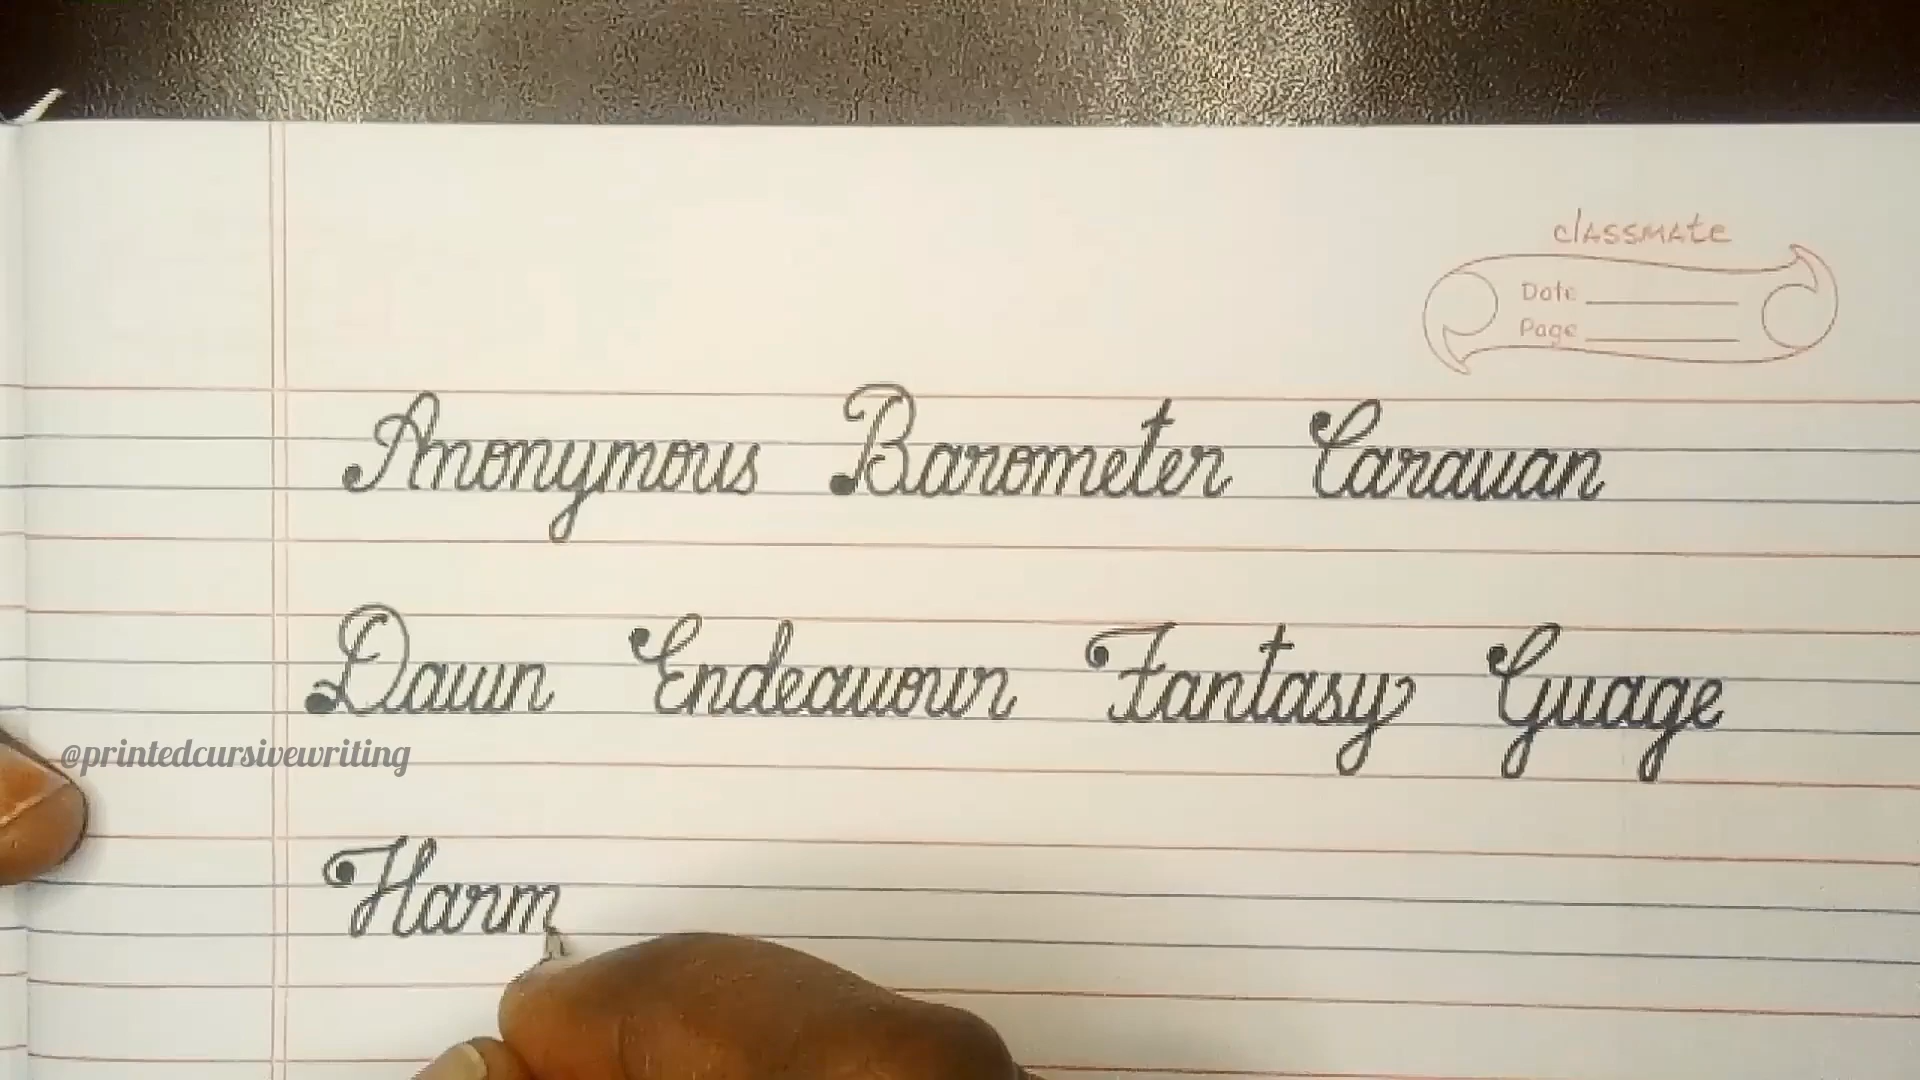 classmate
Date
Page
Anonymous Barometer Caravan
Dawn Endeavour Fantasy Guage
@printedcursivewriting
Harm